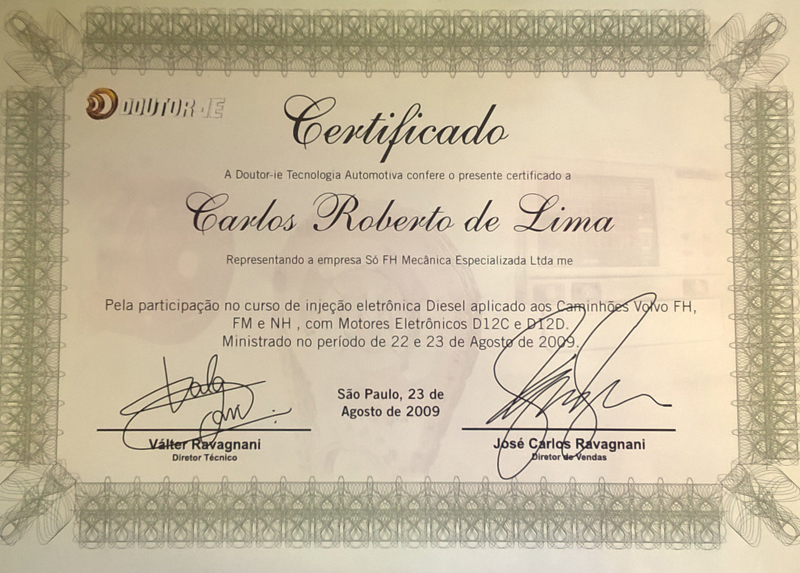 DOUTOR-IE
Certificado
A Doutor-ie Tecnologia Automotiva confere o presente certificado a
Carlos Roberto de Lima
Representando a empresa Só FH Mecânica Especializada Ltda me
Pela participação no curso de injeção eletrônica Diesel aplicado aos Caminhões Volvo FH,
FM e NH , com Motores Eletrônicos D12C e D12D.
Ministrado no período de 22 e 23 de Agosto de 2009.
São Paulo, 23 de
Agosto de 2009
Válter Ravagnani
Diretor Técnico
José Carlos Ravagnani
Diretor de Vendas